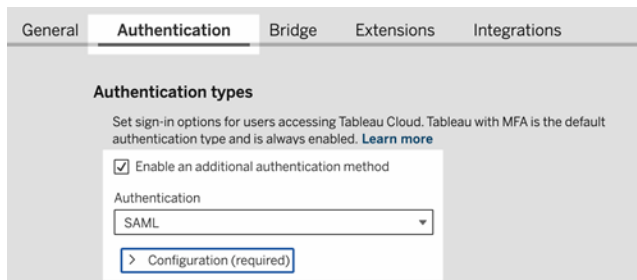 General Authentication Bridge Extensions Integrations
Authentication types
Set sign-in options for users accessing Tableau Cloud. Tableau with MFA is the default
authentication type and is always enabled. Learn more
Enable an additional authentication method
Authentication
SAML
Configuration (required)